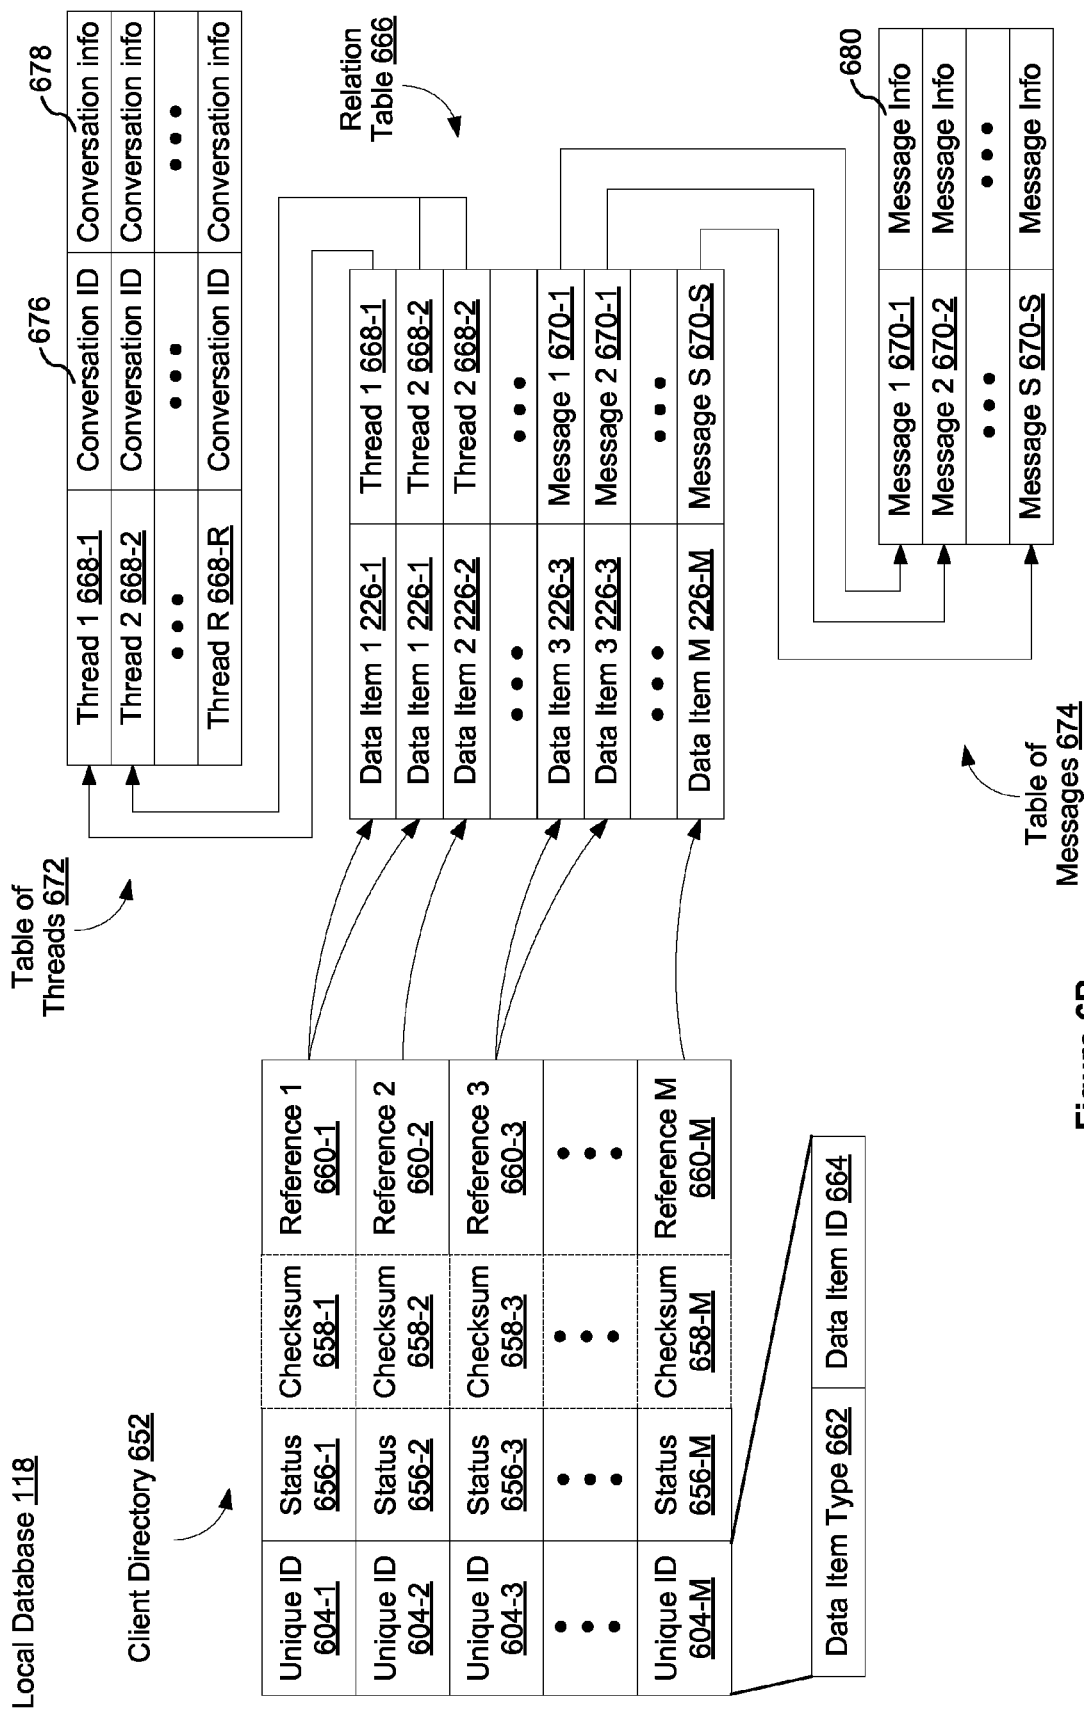 Local Database 118
Client Directory 652
Unique ID 604-1
Status 656-1
Checksum 658-1
Reference 1 660-1
Unique ID 604-2
Status 656-2
Checksum 658-2
Reference 2 660-2
Unique ID 604-3
Status 656-3
Checksum 658-3
Reference 3 660-3
Unique ID 604-M
Status 656-M
Checksum 658-M
Reference M 660-M
Data Item Type 662
Data Item ID 664
Table of
Threads 672
676
678
Thread 1 668-1
Conversation ID
Conversation info
Thread 2 668-2
Conversation ID
Conversation info
Thread R 668-R
Conversation ID
Conversation info
Relation
Table 666
Data Item 1 226-1
Thread 1 668-1
Data Item 1 226-1
Thread 2 668-2
Data Item 2 226-2
Thread 2 668-2
Data Item 3 226-3
Message 1 670-1
Data Item 3 226-3
Message 2 670-1
Data Item M 226-M
Message S 670-S
Table of
Messages 674
680
Message 1 670-1
Message Info
Message 2 670-2
Message Info
Message S 670-S
Message Info